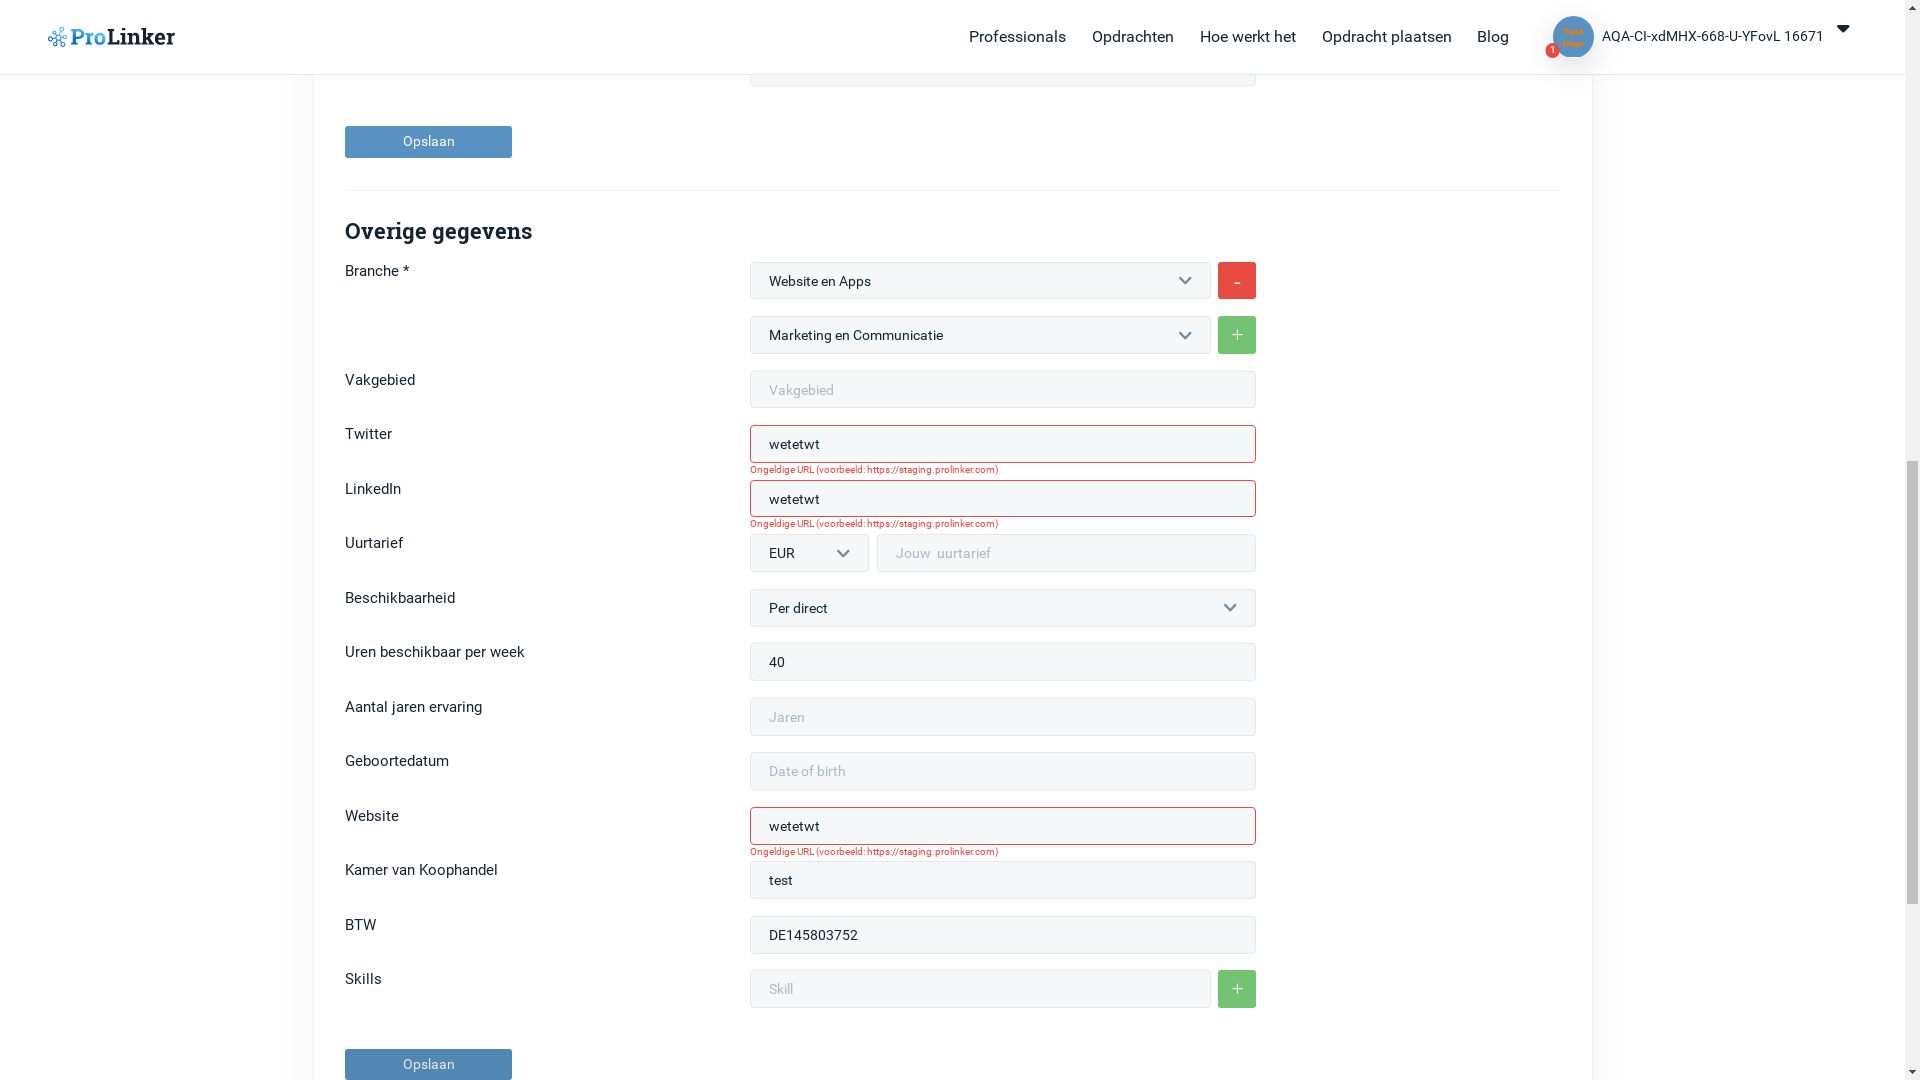 ProLinker
Professionals
Opdrachten
Hoe werkt het
Opdracht plaatsen
Blog
1
Test
User
AQA-CI-xdMHX-668-U-YFovL 16671
Opslaan
Overige gegevens
Branche *
Website en Apps
-
Marketing en Communicatie
+
Vakgebied
Vakgebied
Twitter
wetetwt
Ongeldige URL (voorbeeld: https://staging.prolinker.com)
LinkedIn
wetetwt
Ongeldige URL (voorbeeld: https://staging.prolinker.com)
Uurtarief
EUR
Jouw uurtarief
Beschikbaarheid
Per direct
Uren beschikbaar per week
40
Aantal jaren ervaring
Jaren
Geboortedatum
Date of birth
Website
wetetwt
Ongeldige URL (voorbeeld: https://staging.prolinker.com)
Kamer van Koophandel
test
BTW
DE145803752
Skills
Skill
+
Opslaan